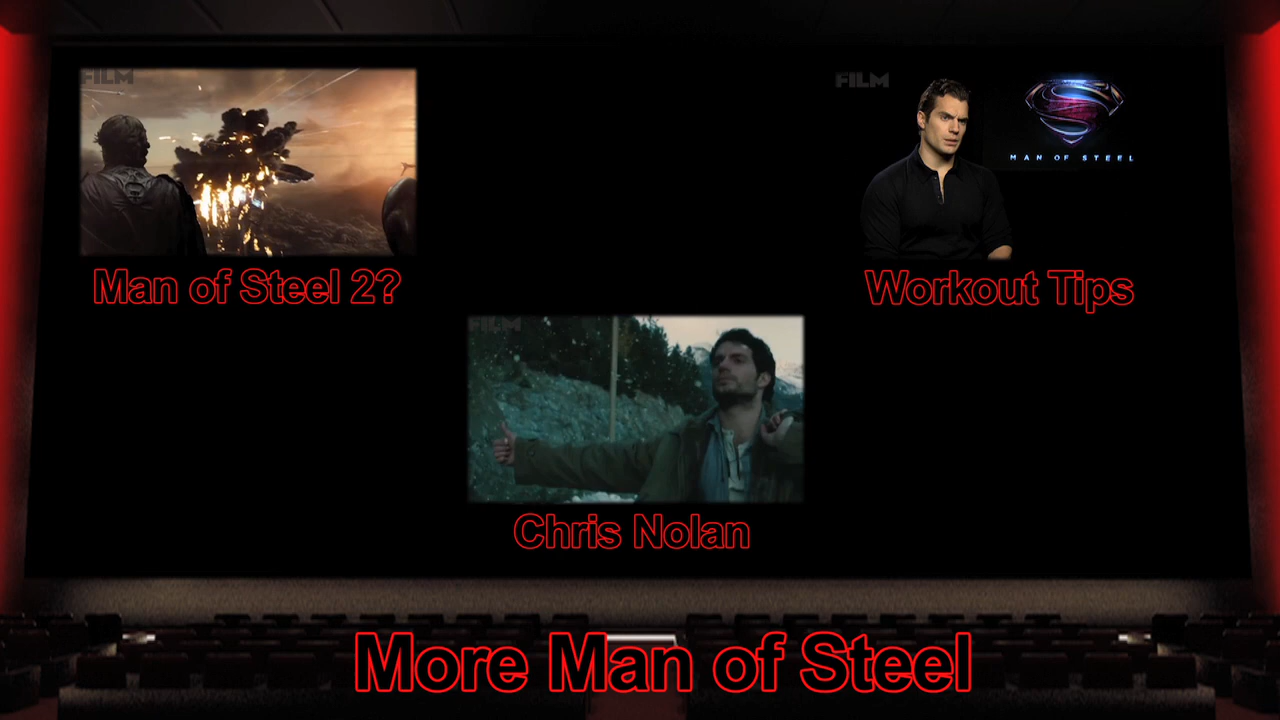 FILM
FILM
MAN OF STEEL
Man of Steel 2?
Workout Tips
FILM
Chris Nolan
More Man of Steel